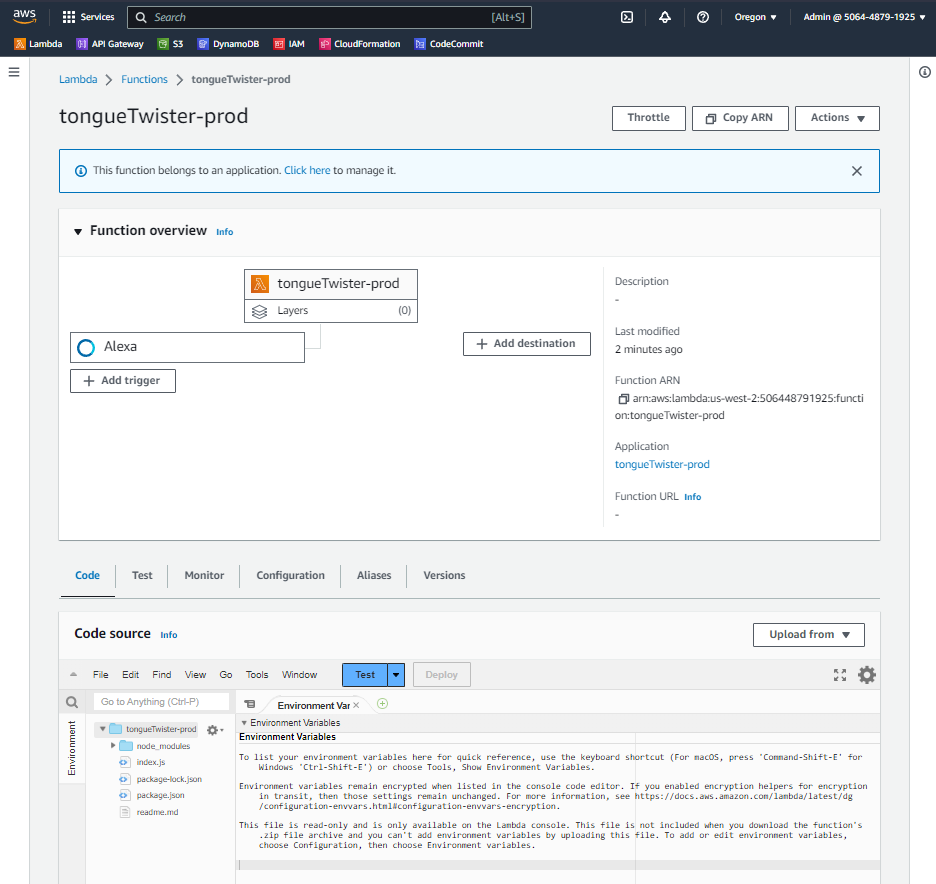 aws
Services
Search [Alt+S]
Oregon ▼
Admin @ 5064-4879-1925 ▼
Lambda API Gateway S3 DynamoDB IAM CloudFormation CodeCommit
Lambda > Functions > tongueTwister-prod
tongueTwister-prod
Throttle
Copy ARN
Actions ▼
This function belongs to an application. Click here to manage it.
▼ Function overview Info
tongueTwister-prod
Layers (0)
Alexa
+ Add trigger
+ Add destination
Description
-
Last modified
2 minutes ago
Function ARN
arn:aws:lambda:us-west-2:506448791925:functi
on:tongueTwister-prod
Application
tongueTwister-prod
Function URL Info
-
Code Test Monitor Configuration Aliases Versions
Code source Info
Upload from ▼
File Edit Find View Go Tools Window
Test
Deploy
Go to Anything (Ctrl-P)
Environment
tongueTwister-prod
node_modules
index.js
package-lock.json
package.json
readme.md
Environment Var
Environment Variables
Environment Variables
To list your environment variables here for quick reference, use the keyboard shortcut (For macOS, press 'Command-Shift-E' for
Windows 'Ctrl-Shift-E') or choose Tools, Show Environment Variables.
Environment variables remain encrypted when listed in the console code editor. If you enabled encryption helpers for encryption
in transit, then those settings remain unchanged. For more information, see https://docs.aws.amazon.com/lambda/latest/dg
/configuration-envvars.html#configuration-envvars-encryption.
This file is read-only and is only available on the Lambda console. This file is not included when you download the function's
.zip file archive and you can't add environment variables by uploading this file. To add or edit environment variables,
choose Configuration, then choose Environment variables.